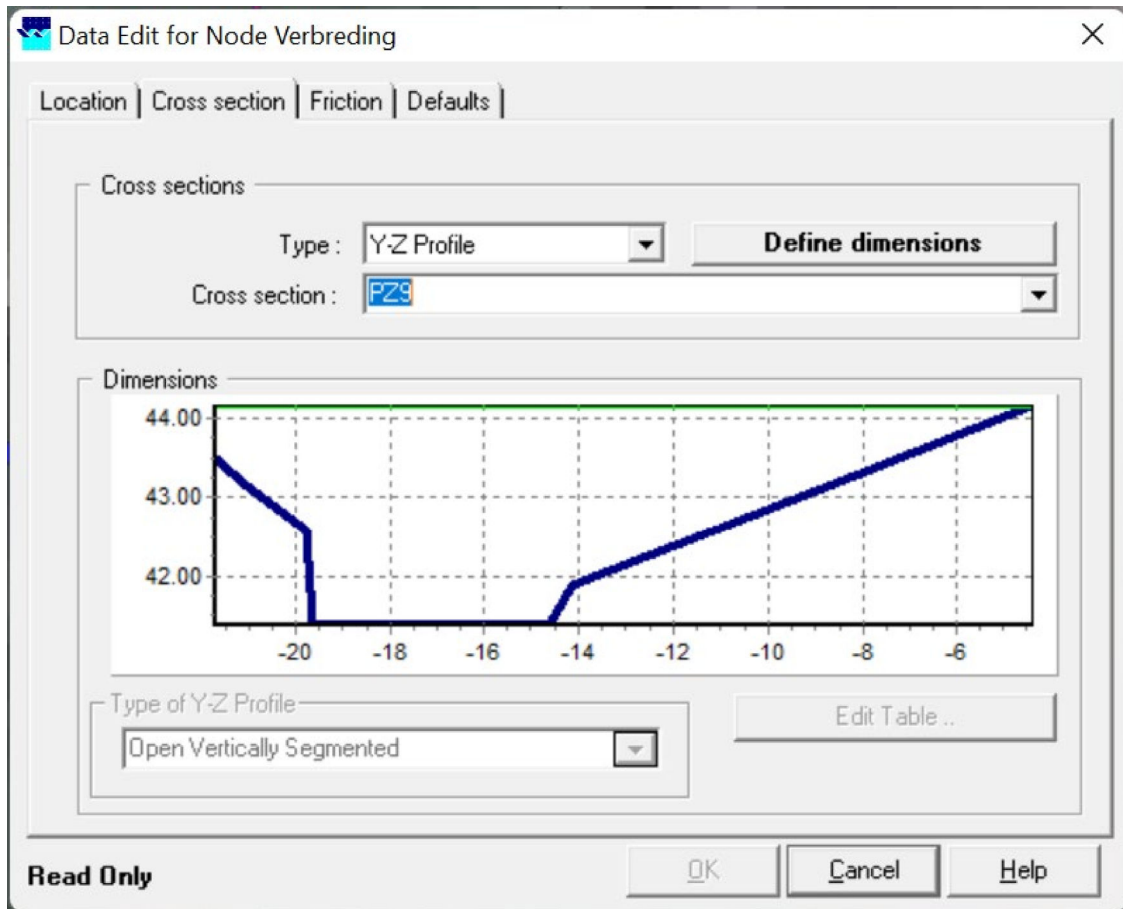 Data Edit for Node Verbreding
Location Cross section Friction Defaults
Cross sections
Type : Y-Z Profile Define dimensions
Cross section : PZ9
Dimensions
44.00
43.00
42.00
-20 -18 -16 -14 -12 -10 -8 -6
Type of Y-Z Profile
Edit Table ..
Open Vertically Segmented
Read Only OK Cancel Help